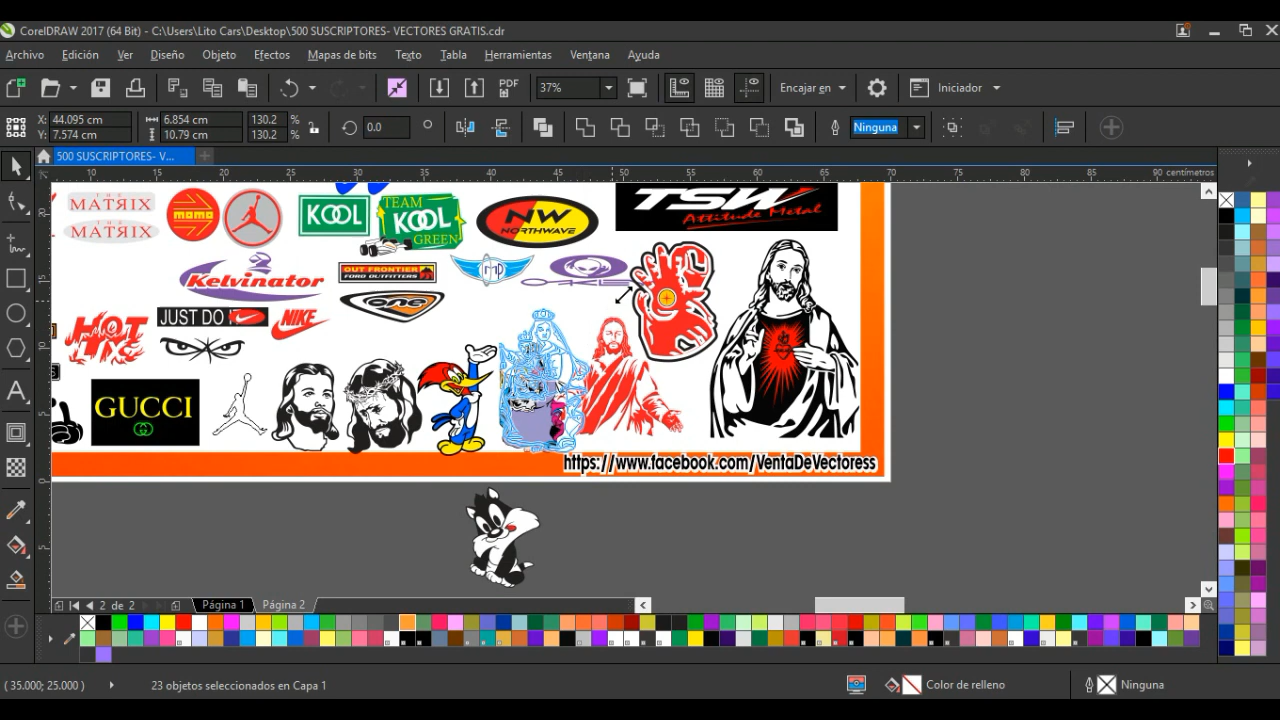 CorelDRAW 2017 (64 Bit) - C:\Users\Lito Cars\Desktop\500 SUSCRIPTORES- VECTORES GRATIS.cdr
Archivo Edición Ver Diseño Objeto Efectos Mapas de bits Texto Tabla Herramientas Ventana Ayuda
PDF 37% Encajar en Iniciador
X: 44.095 cm 6.854 cm 130.2 % 0.0 Ninguna
Y: 7.574 cm 10.79 cm 130.2 %
500 SUSCRIPTORES- V...
10 15 20 25 30 35 40 45 50 55 60 65 70 75 80 85 90 centímetros
THE MATRIX
THE MATRIX
momo
KOOL
TEAM
KOOL
GREEN
NW
NORTHWAVE
TSW
Attitude Metal
Kelvinator
OUT FRONTIER
FORD OUTFITTERS
OAKLEY
one
JUST DO
NIKE
GUCCI
https://www.facebook.com/VentaDeVectoress
2 de 2 Página 1 Página 2
( 35.000; 25.000 ) 23 objetos seleccionados en Capa 1 Color de relleno Ninguna